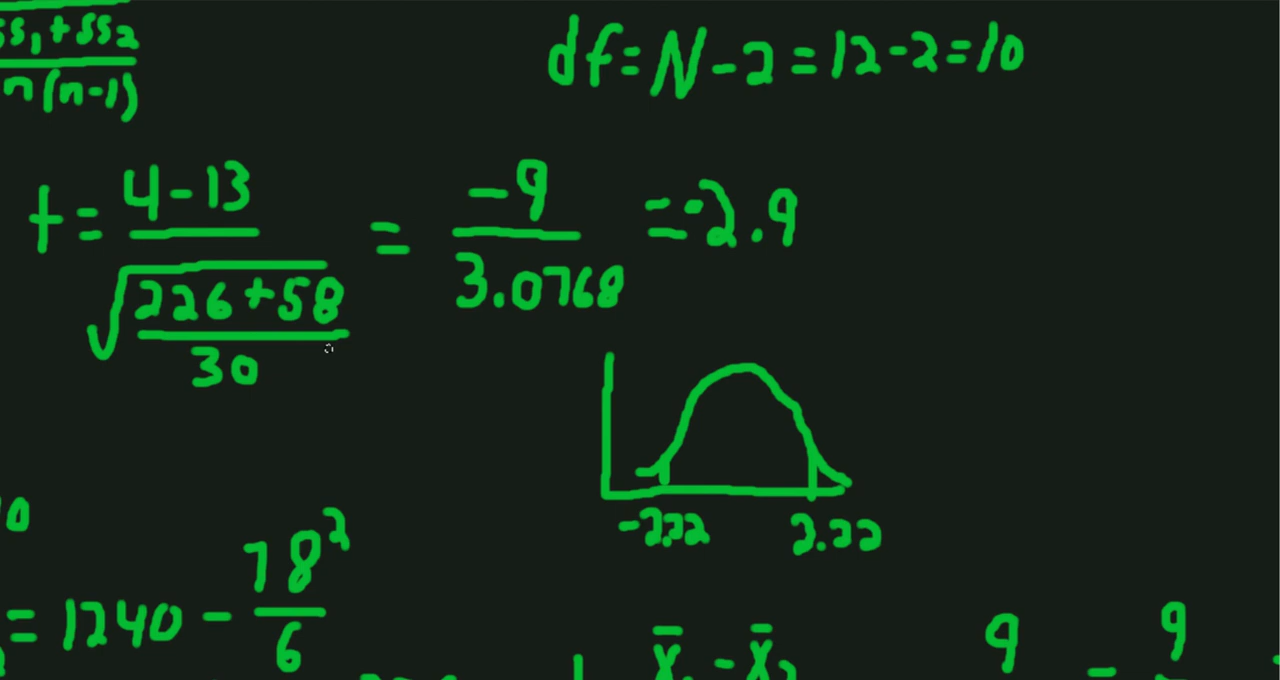 SS₁+SS₂
n(n-1)
df=N-2=12-2=10
t= 4-13 / √(226+58 / 30) = -9 / 3.0768 =-2.9
-2.22 2.22
0
= 1240 - 78² / 6
x̄₁ - x̄₂
9 - 9